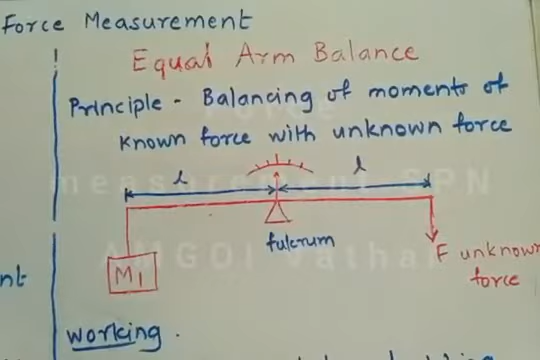 Force Measurement
Equal Arm Balance
Principle - Balancing of moments of
known force with unknown force
l
l
fulcrum
M1
F unknown
force
nt
working.